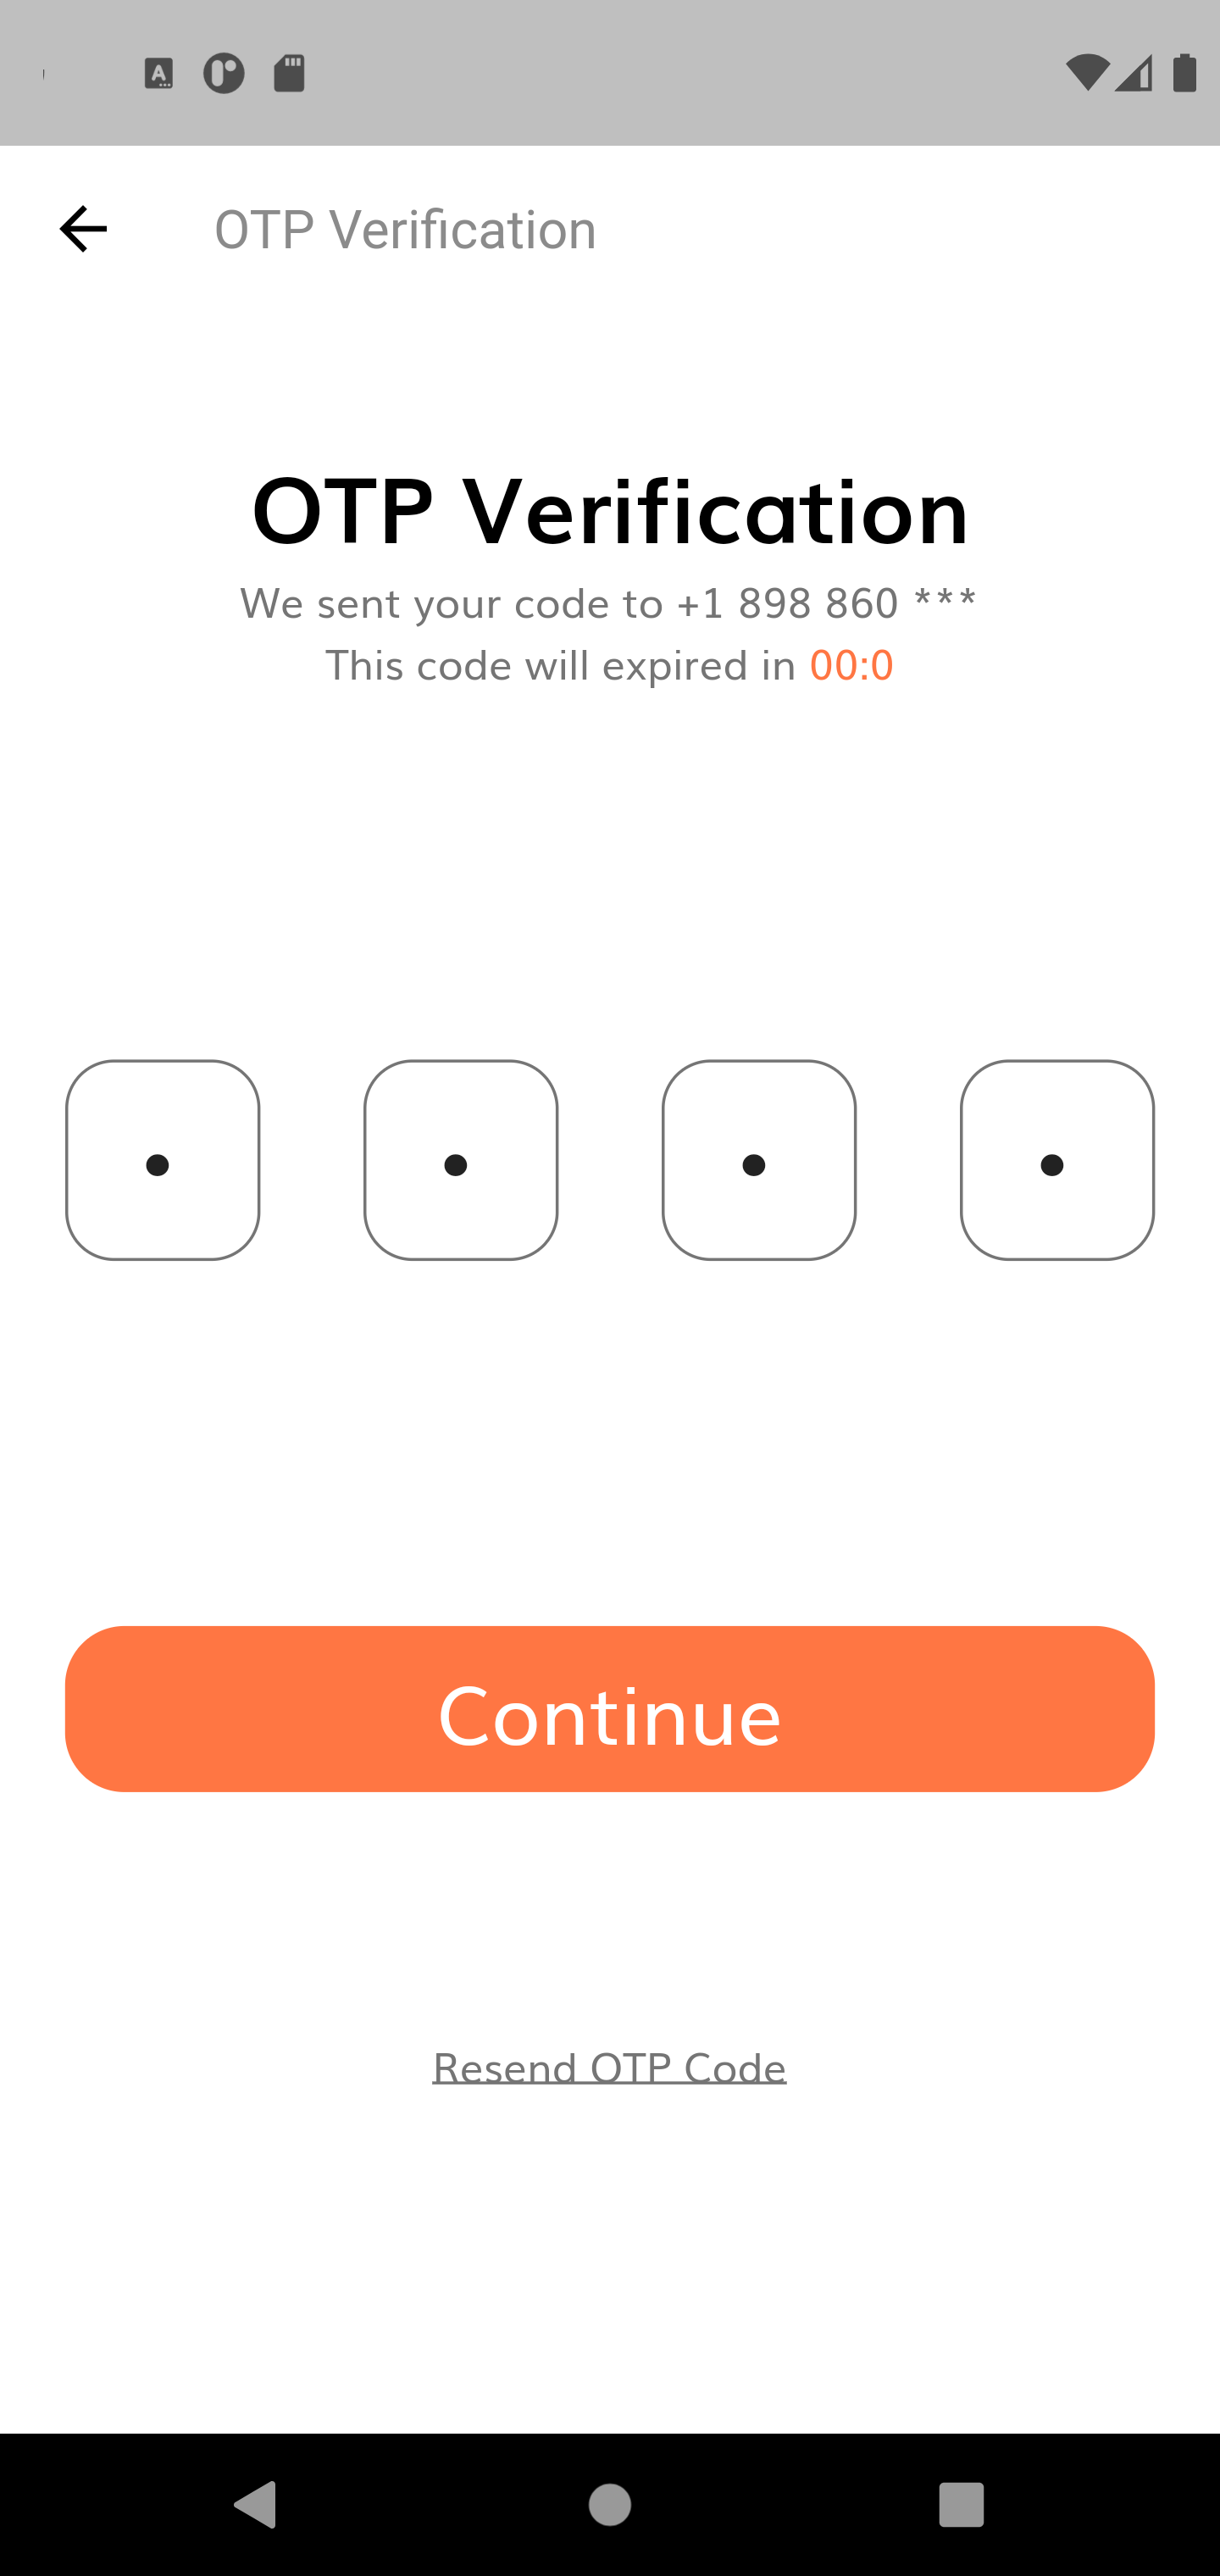 OTP Verification
OTP Verification
We sent your code to +1 898 860 ***
This code will expired in 00:0
Continue
Resend OTP Code